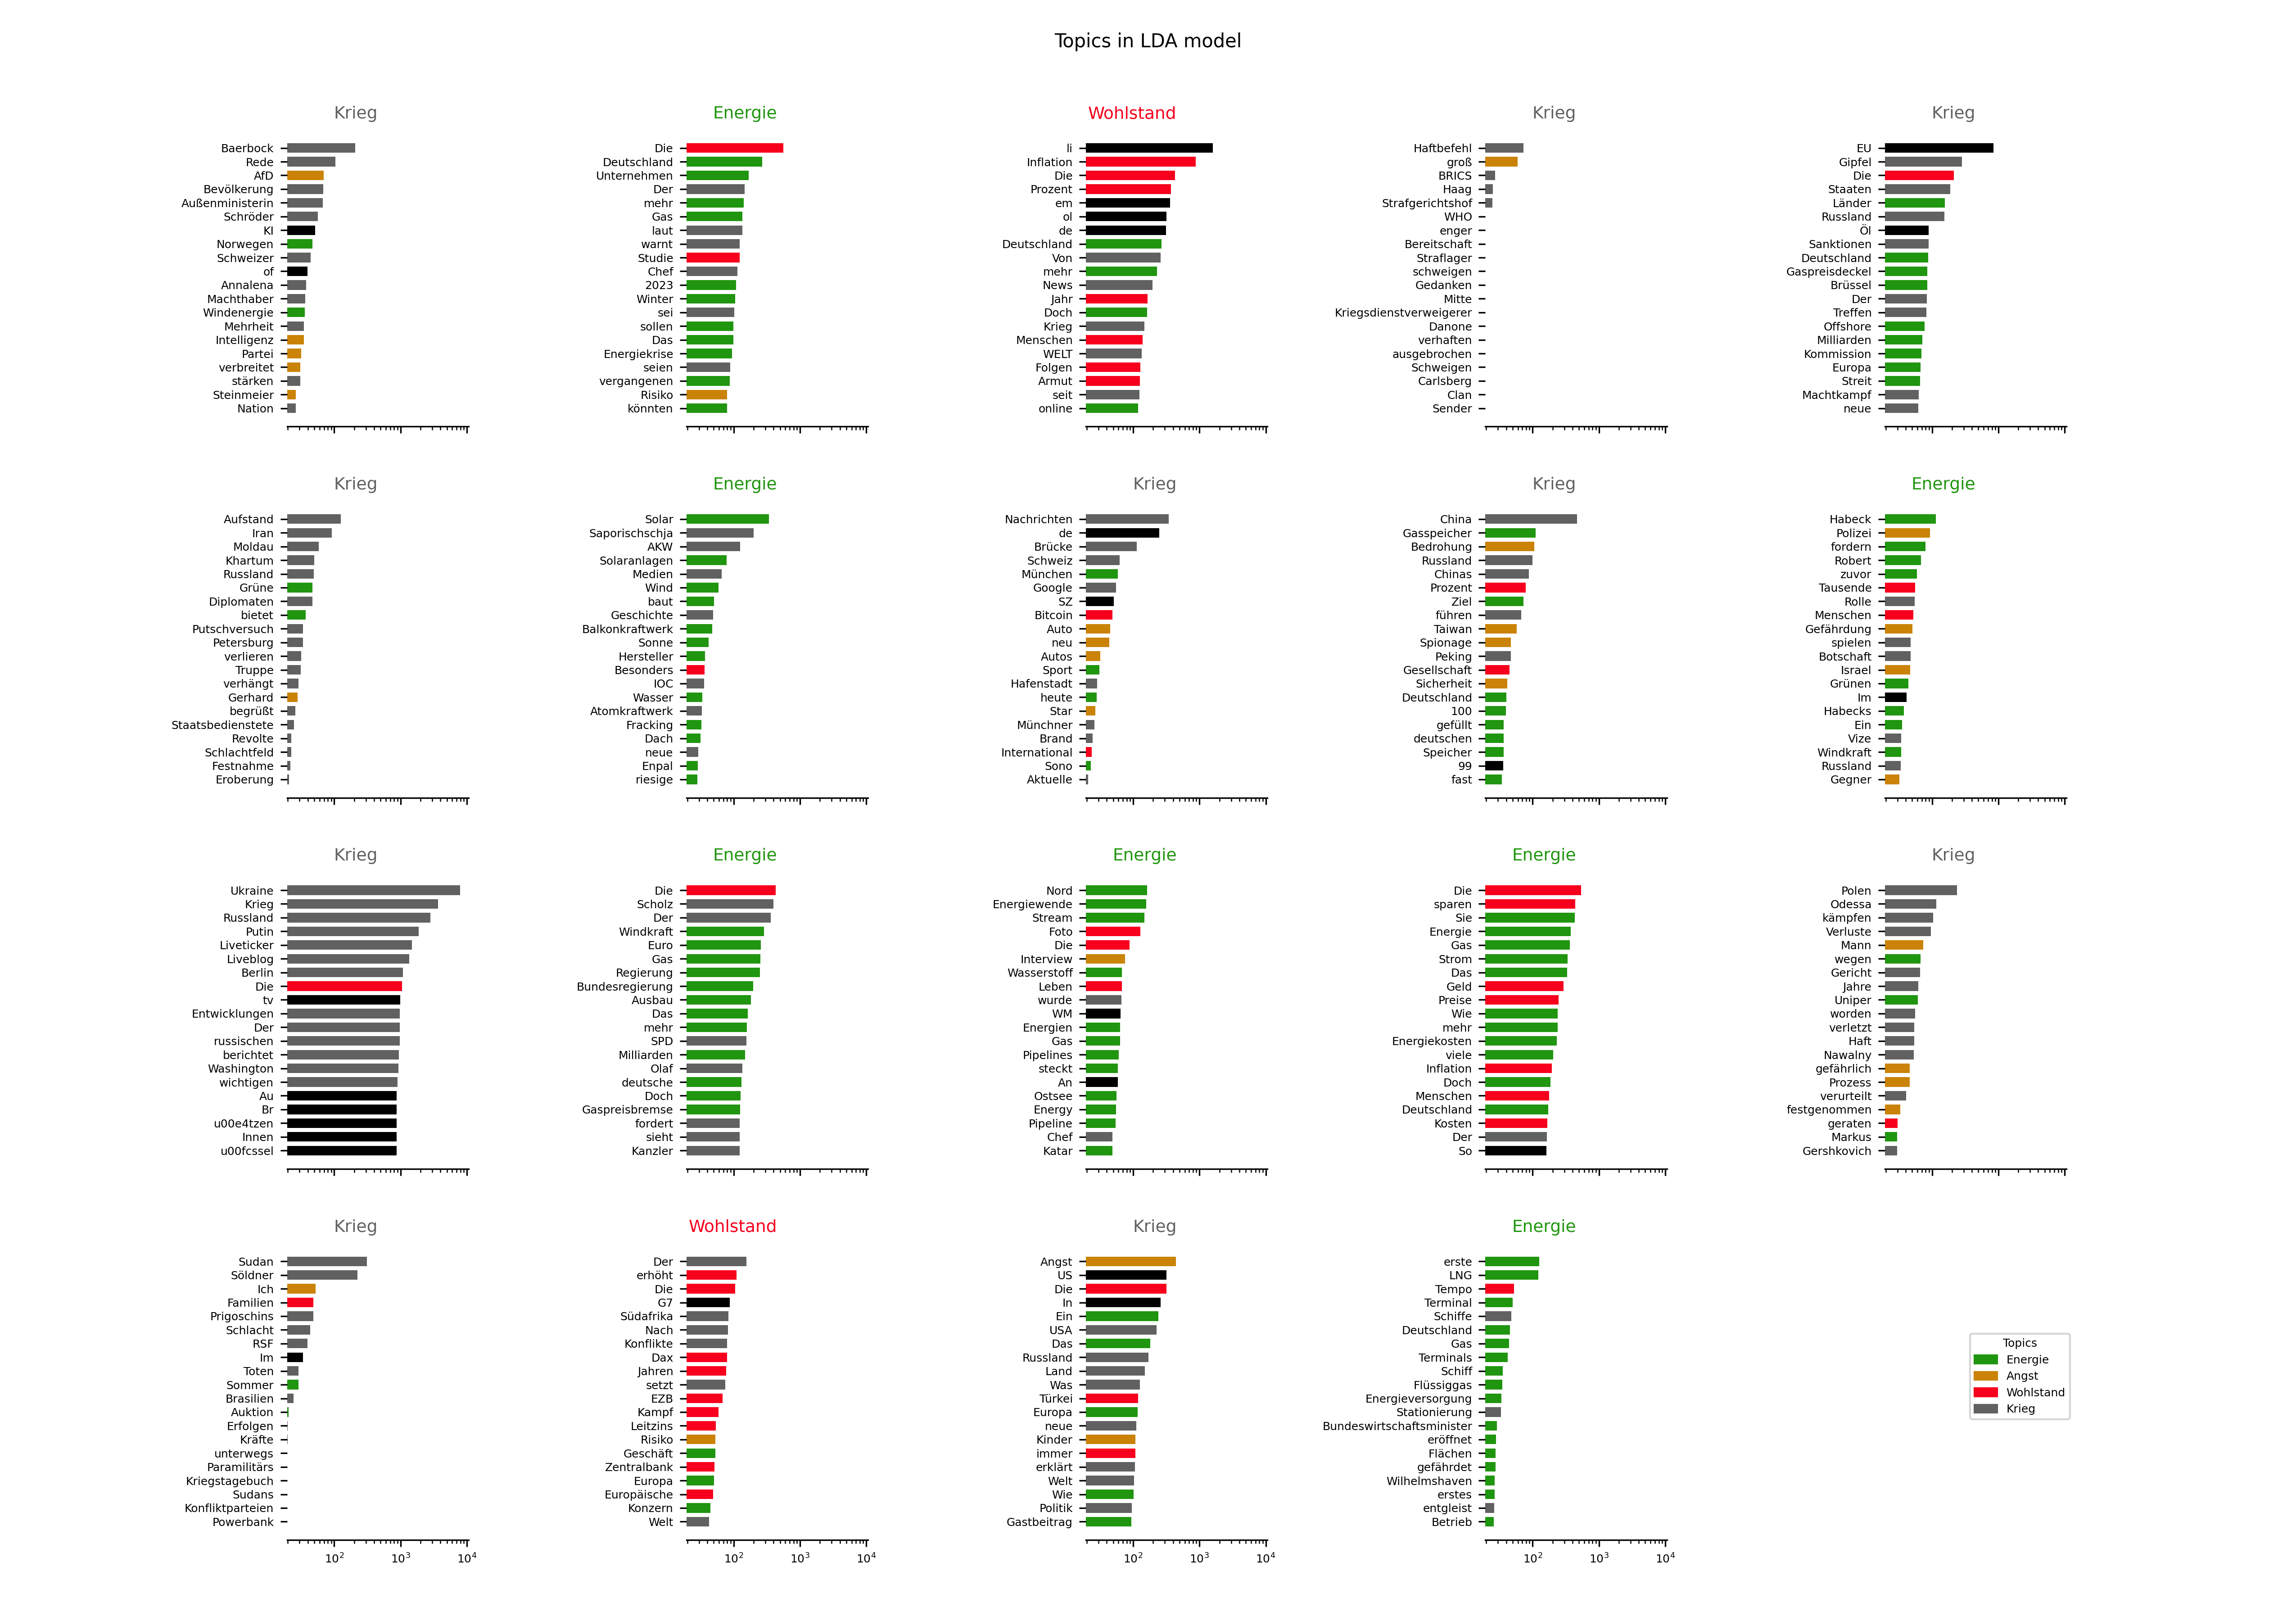 Topics in LDA model
Krieg
Baerbock
Rede
AfD
Bevölkerung
Außenministerin
Schröder
KI
Norwegen
Schweizer
of
Annalena
Machthaber
Windenergie
Mehrheit
Intelligenz
Partei
verbreitet
stärken
Steinmeier
Nation
Energie
Die
Deutschland
Unternehmen
Der
mehr
Gas
laut
warnt
Studie
Chef
2023
Winter
sei
sollen
Das
Energiekrise
seien
vergangenen
Risiko
könnten
Wohlstand
li
Inflation
Die
Prozent
em
ol
de
Deutschland
Von
mehr
News
Jahr
Doch
Krieg
Menschen
WELT
Folgen
Armut
seit
online
Krieg
Haftbefehl
groß
BRICS
Haag
Strafgerichtshof
WHO
enger
Bereitschaft
Straflager
schweigen
Gedanken
Mitte
Kriegsdienstverweigerer
Danone
verhaften
ausgebrochen
Schweigen
Carlsberg
Clan
Sender
Krieg
EU
Gipfel
Die
Staaten
Länder
Russland
Öl
Sanktionen
Deutschland
Gaspreisdeckel
Brüssel
Der
Treffen
Offshore
Milliarden
Kommission
Europa
Streit
Machtkampf
neue
Krieg
Aufstand
Iran
Moldau
Khartum
Russland
Grüne
Diplomaten
bietet
Putschversuch
Petersburg
verlieren
Truppe
verhängt
Gerhard
begrüßt
Staatsbedienstete
Revolte
Schlachtfeld
Festnahme
Eroberung
Energie
Solar
Saporischschja
AKW
Solaranlagen
Medien
Wind
baut
Geschichte
Balkonkraftwerk
Sonne
Hersteller
Besonders
IOC
Wasser
Atomkraftwerk
Fracking
Dach
neue
Enpal
riesige
Krieg
Nachrichten
de
Brücke
Schweiz
München
Google
SZ
Bitcoin
Auto
neu
Autos
Sport
Hafenstadt
heute
Star
Münchner
Brand
International
Sono
Aktuelle
Krieg
China
Gasspeicher
Bedrohung
Russland
Chinas
Prozent
Ziel
führen
Taiwan
Spionage
Peking
Gesellschaft
Sicherheit
Deutschland
100
gefüllt
deutschen
Speicher
99
fast
Energie
Habeck
Polizei
fordern
Robert
zuvor
Tausende
Rolle
Menschen
Gefährdung
spielen
Botschaft
Israel
Grünen
Im
Habecks
Ein
Vize
Windkraft
Russland
Gegner
Krieg
Ukraine
Krieg
Russland
Putin
Liveticker
Liveblog
Berlin
Die
tv
Entwicklungen
Der
russischen
berichtet
Washington
wichtigen
Au
Br
u00e4tzen
Innen
u00fcssel
Energie
Die
Scholz
Der
Windkraft
Euro
Gas
Regierung
Bundesregierung
Ausbau
Das
mehr
SPD
Milliarden
Olaf
deutsche
Doch
Gaspreisbremse
fordert
sieht
Kanzler
Energie
Nord
Energiewende
Stream
Foto
Die
Interview
Wasserstoff
Leben
wurde
WM
Energien
Gas
Pipelines
steckt
An
Ostsee
Energy
Pipeline
Chef
Katar
Energie
Die
sparen
Sie
Energie
Gas
Strom
Das
Geld
Preise
Wie
mehr
Energiekosten
viele
Inflation
Doch
Menschen
Deutschland
Kosten
Der
So
Krieg
Polen
Odessa
kämpfen
Verluste
Mann
wegen
Gericht
Jahre
Uniper
worden
verletzt
Haft
Nawalny
gefährlich
Prozess
verurteilt
festgenommen
geraten
Markus
Gershkovich
Krieg
Sudan
Söldner
Ich
Familien
Prigoschins
Schlacht
RSF
Im
Toten
Sommer
Brasilien
Auktion
Erfolgen
Kräfte
unterwegs
Paramilitärs
Kriegstagebuch
Sudans
Konfliktparteien
Powerbank
10² 10³ 10⁴
Wohlstand
Der
erhöht
Die
G7
Südafrika
Nach
Konflikte
Dax
Jahren
setzt
EZB
Kampf
Leitzins
Risiko
Geschäft
Zentralbank
Europa
Europäische
Konzern
Welt
10² 10³ 10⁴
Krieg
Angst
US
Die
In
Ein
USA
Das
Russland
Land
Was
Türkei
Europa
neue
Kinder
immer
erklärt
Welt
Wie
Politik
Gastbeitrag
10² 10³ 10⁴
Energie
erste
LNG
Tempo
Terminal
Schiffe
Deutschland
Gas
Terminals
Schiff
Flüssiggas
Energieversorgung
Stationierung
Bundeswirtschaftsminister
eröffnet
Flächen
gefährdet
Wilhelmshaven
erstes
entgleist
Betrieb
10² 10³ 10⁴
Topics
Energie
Angst
Wohlstand
Krieg